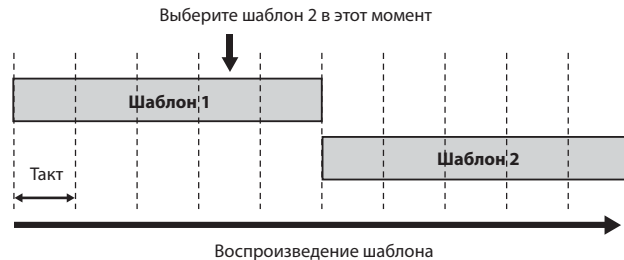 Выберите шаблон 2 в этот момент
Шаблон 1
Шаблон 2
Такт
Воспроизведение шаблона